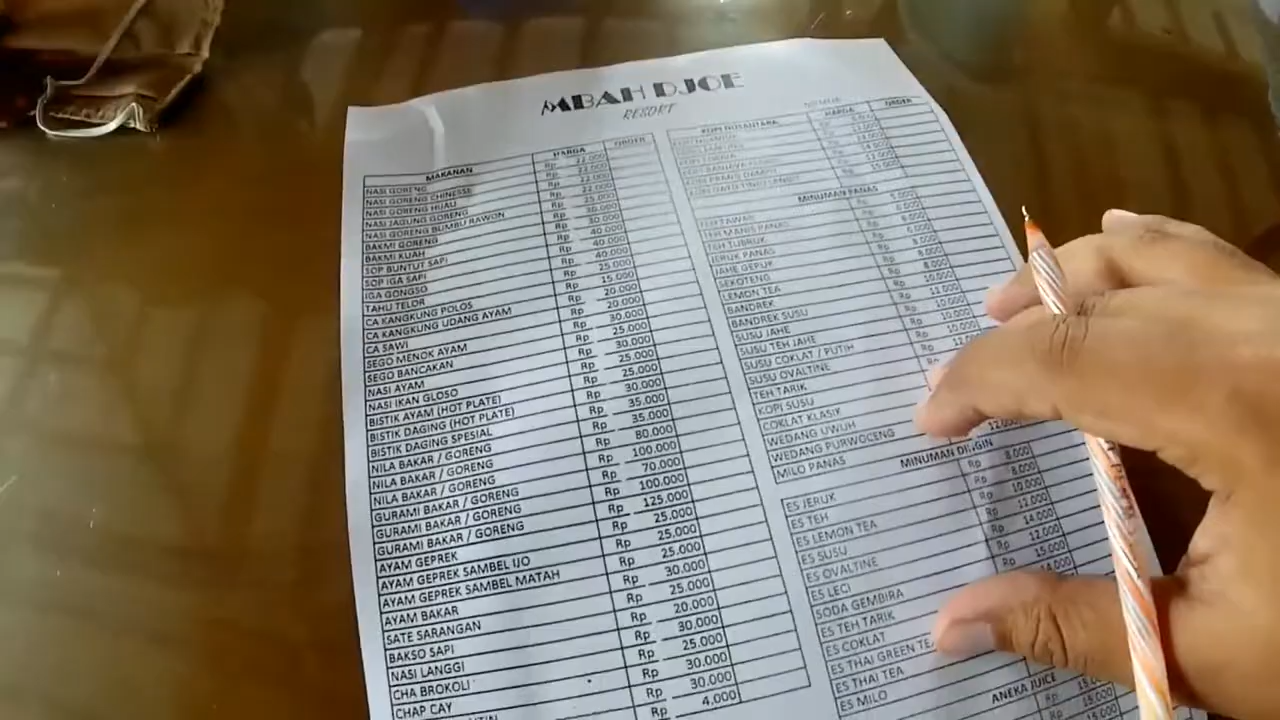 MBAH DJOE
RESORT
MAKANAN
NASI GORENG
NASI GORENG CHINESSE
NASI GORENG HIJAU
NASI JAGUNG GORENG
NASI GORENG BUMBU RAWON
BAKMI GORENG
BAKMI KUAH
SOP BUNTUT SAPI
SOP IGA SAPI
IGA GONGSO
TAHU TELOR
CA KANGKUNG POLOS
CA KANGKUNG UDANG AYAM
CA SAWI
SEGO MENOK AYAM
SEGO BANCAKAN
NASI AYAM
NASI IKAN GLOSO
BISTIK AYAM (HOT PLATE)
BISTIK DAGING (HOT PLATE)
BISTIK DAGING SPESIAL
NILA BAKAR / GORENG
NILA BAKAR / GORENG
NILA BAKAR / GORENG
GURAMI BAKAR / GORENG
GURAMI BAKAR / GORENG
GURAMI BAKAR / GORENG
AYAM GEPREK
AYAM GEPREK SAMBEL IJO
AYAM GEPREK SAMBEL MATAH
AYAM BAKAR
SATE SARANGAN
BAKSO SAPI
NASI LANGGI
CHA BROKOLI
CHAP CAY
HARGA ORDER
Rp 22.000
Rp 22.000
Rp 22.000
Rp 22.000
Rp 25.000
Rp 30.000
Rp 30.000
Rp 40.000
Rp 40.000
Rp 40.000
Rp 25.000
Rp 15.000
Rp 20.000
Rp 20.000
Rp 30.000
Rp 25.000
Rp 30.000
Rp 25.000
Rp 25.000
Rp 30.000
Rp 35.000
Rp 35.000
Rp 80.000
Rp 100.000
Rp 70.000
Rp 100.000
Rp 125.000
Rp 25.000
Rp 25.000
Rp 25.000
Rp 30.000
Rp 25.000
Rp 20.000
Rp 30.000
Rp 25.000
Rp 30.000
Rp 30.000
Rp 4.000
KOPI NUSANTARA HARGA ORDER
MINUMAN PANAS
TEH TAWAR
TEH MANIS PANAS
TEH TUBRUK
JERUK PANAS
JAHE GEPUK
SEKOTENG
LEMON TEA
BANDREK
BANDREK SUSU
SUSU JAHE
SUSU TEH JAHE
SUSU COKLAT / PUTIH
SUSU OVALTINE
TEH TARIK
KOPI SUSU
COKLAT KLASIK
WEDANG UWUH
WEDANG PURWOCENG
MILO PANAS
Rp 5.000
Rp 6.000
Rp 6.000
Rp 8.000
Rp 8.000
Rp 8.000
Rp 10.000
Rp 11.000
Rp 10.000
Rp 10.000
MINUMAN DINGIN
ES JERUK
ES TEH
ES LEMON TEA
ES SUSU
ES OVALTINE
ES LECI
SODA GEMBIRA
ES TEH TARIK
ES COKLAT
ES THAI GREEN
ES THAI TEA
ES MILO
Rp 8.000
Rp 8.000
Rp 10.000
Rp 12.000
Rp 14.000
Rp 12.000
Rp 15.000
ANEKA JUICE